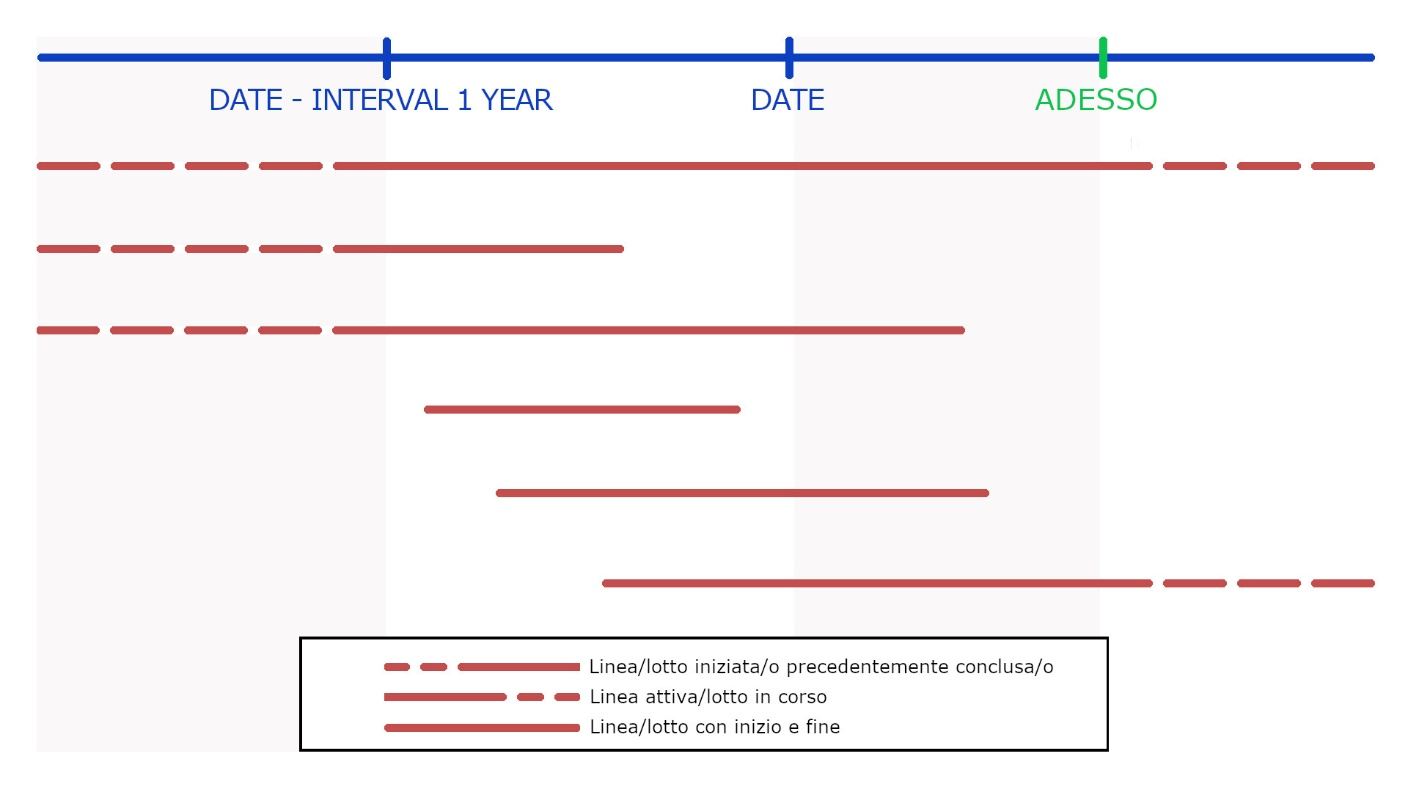 DATE - INTERVAL 1 YEAR
DATE
ADESSO
Linea/lotto iniziata/o precedentemente conclusa/o
Linea attiva/lotto in corso
Linea/lotto con inizio e fine